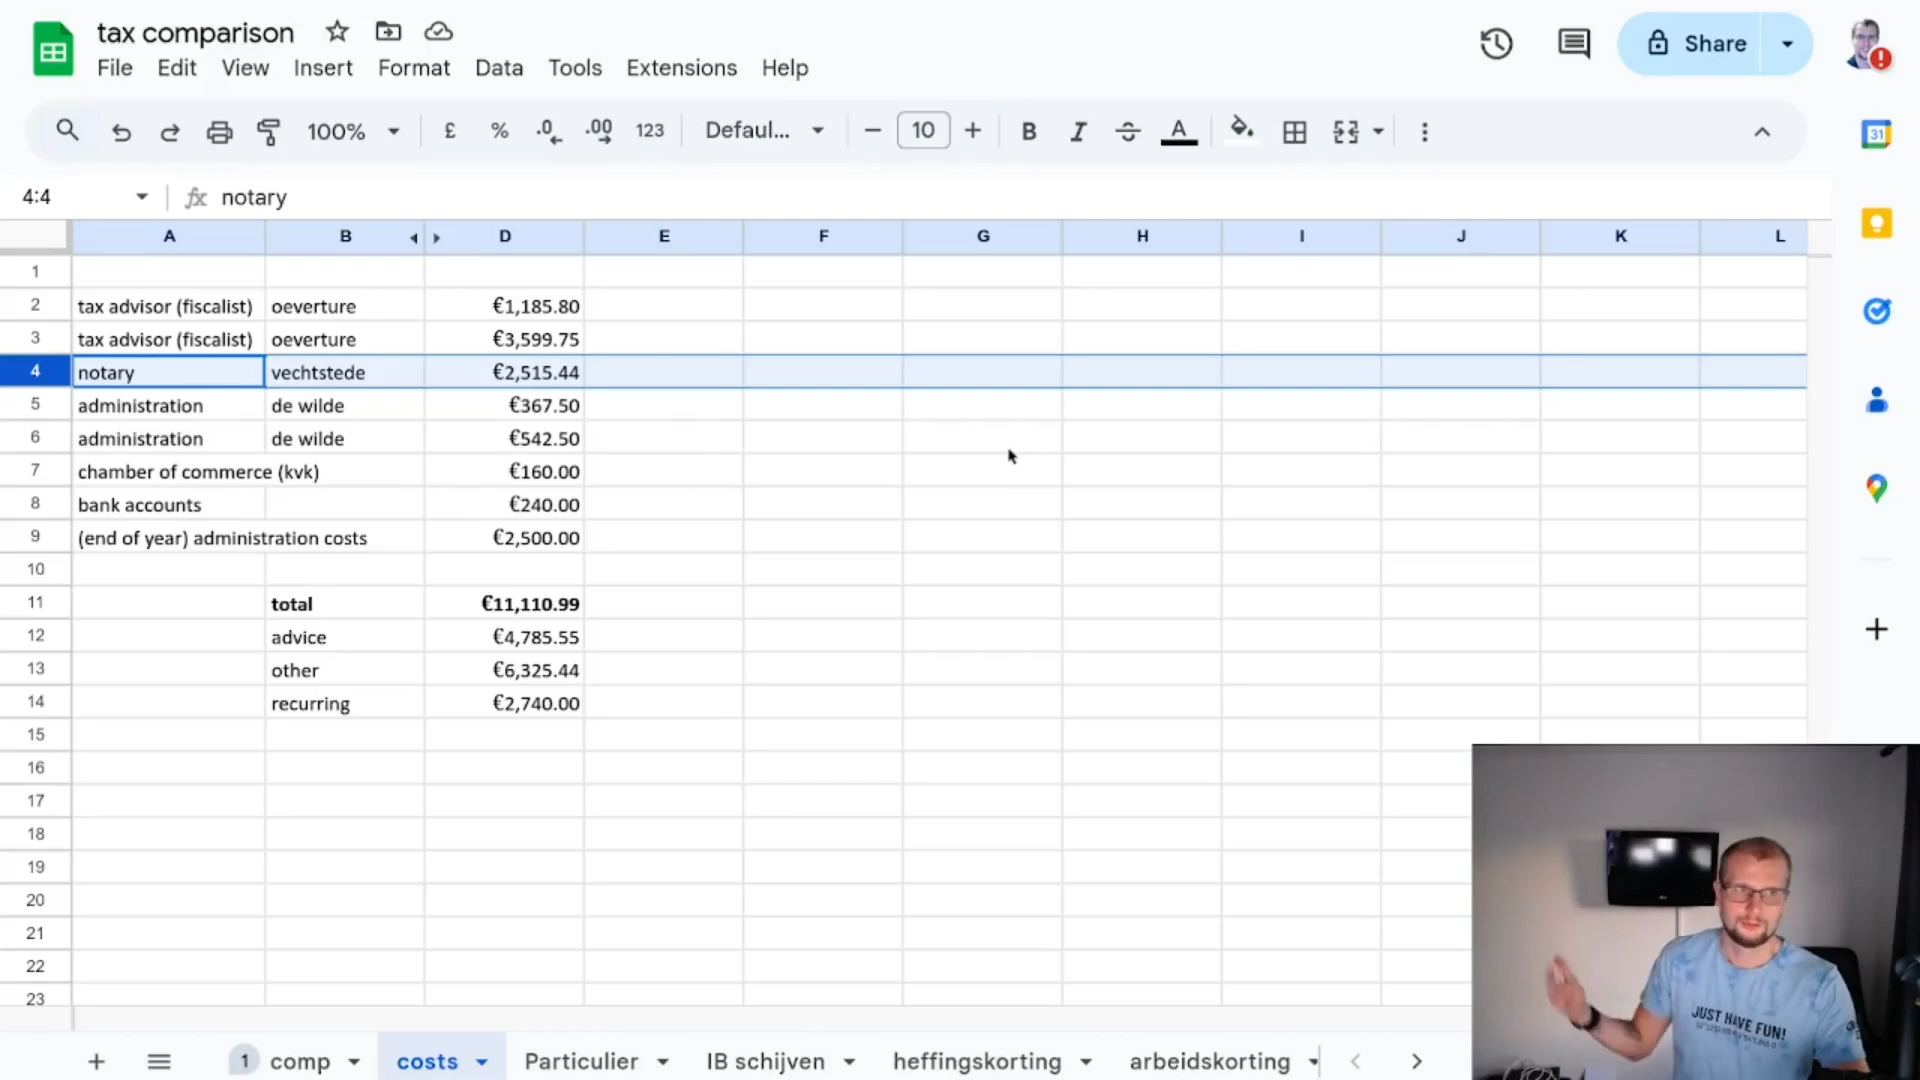 tax comparison
File Edit View Insert Format Data Tools Extensions Help
Share
100% £ % .0 .00 123 Defaul... 10 B I A
31
4:4 fx notary
A B D E F G H I J K L
1
2 tax advisor (fiscalist) oeverture €1,185.80
3 tax advisor (fiscalist) oeverture €3,599.75
4 notary vechtstede €2,515.44
5 administration de wilde €367.50
6 administration de wilde €542.50
7 chamber of commerce (kvk) €160.00
8 bank accounts €240.00
9 (end of year) administration costs €2,500.00
10
11 total €11,110.99
12 advice €4,785.55
13 other €6,325.44
14 recurring €2,740.00
15
16
17
18
19
20
21
22
23
JUST HAVE FUN!
1 comp costs Particulier IB schijven heffingskorting arbeidskorting